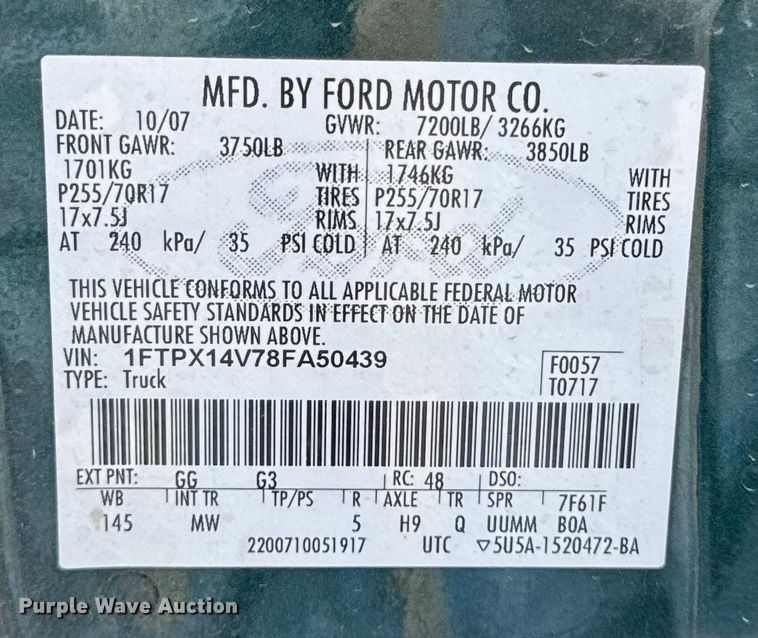 MFD. BY FORD MOTOR CO.
DATE: 10/07 GVWR: 7200LB/ 3266KG
FRONT GAWR: 3750LB REAR GAWR: 3850LB
1701KG WITH 1746KG WITH
P255/70R17 TIRES P255/70R17 TIRES
17x7.5J RIMS 17x7.5J RIMS
AT 240 kPa/ 35 PSI COLD AT 240 kPa/ 35 PSI COLD
THIS VEHICLE CONFORMS TO ALL APPLICABLE FEDERAL MOTOR
VEHICLE SAFETY STANDARDS IN EFFECT ON THE DATE OF
MANUFACTURE SHOWN ABOVE.
VIN: 1FTPX14V78FA50439 F0057
TYPE: Truck T0717
EXT PNT: GG G3 RC: 48 DSO:
WB INT TR TP/PS R AXLE TR SPR 7F61F
145 MW 5 H9 Q UUMM BOA
2200710051917 UTC ▽5U5A-1520472-BA
Purple Wave Auction